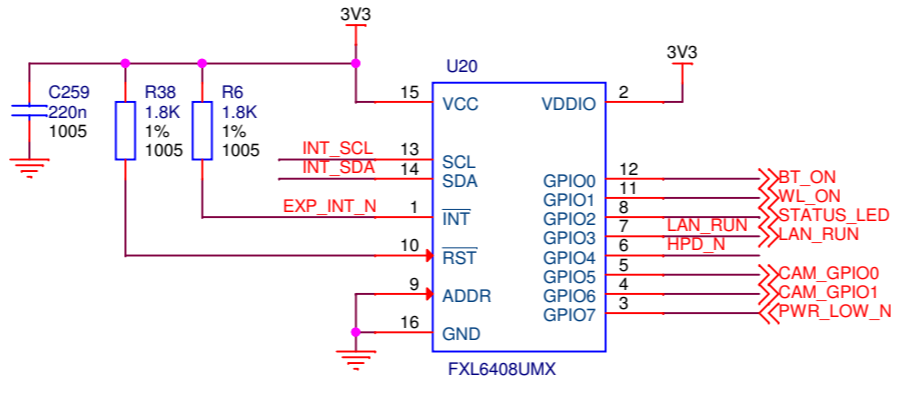 3V3
3V3
U20
C259
220n
1005
R38
1.8K
1%
1005
R6
1.8K
1%
1005
15 VCC
VDDIO 2
INT_SCL 13 SCL
INT_SDA 14 SDA
EXP_INT_N 1 INT
10 RST
9 ADDR
16 GND
GPIO0 12 BT_ON
GPIO1 11 WL_ON
GPIO2 8 STATUS_LED
GPIO3 7 LAN_RUN LAN_RUN
GPIO4 6 HPD_N
GPIO5 5 CAM_GPIO0
GPIO6 4 CAM_GPIO1
GPIO7 3 PWR_LOW_N
FXL6408UMX